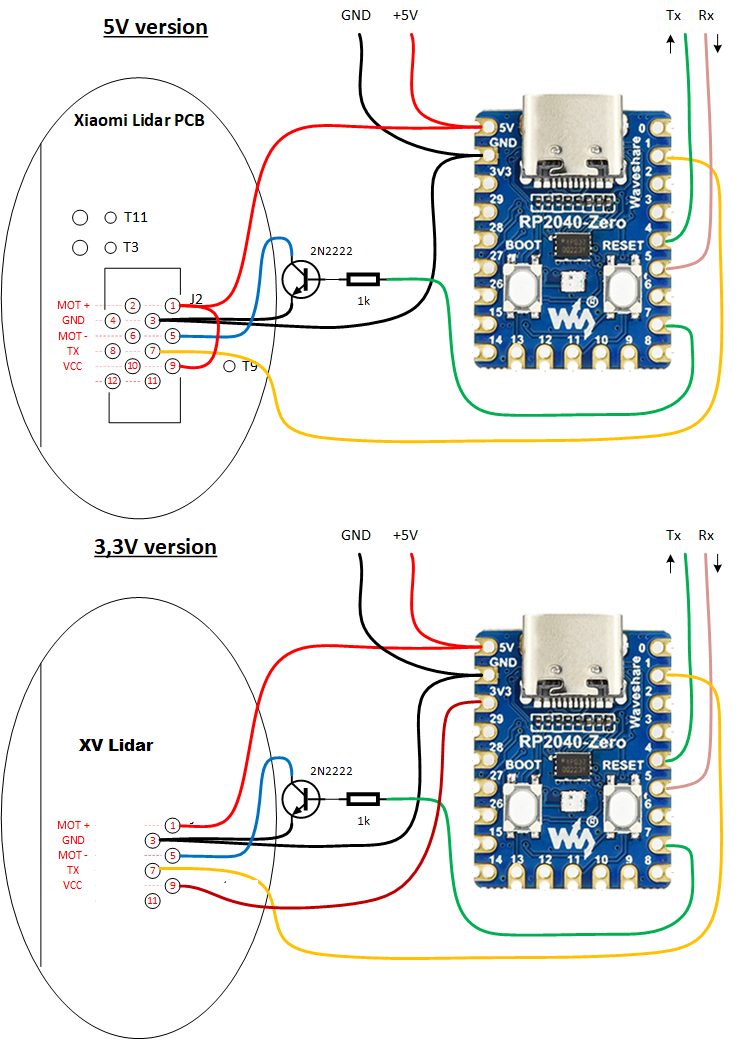 5V version
GND +5V Tx Rx
Xiaomi Lidar PCB
T11
T3
J2
MOT + 2 1
GND 4 3
MOT - 6 5
TX 8 7
VCC 10 9
12 11
T9
2N2222
1k
5V
GND
3V3
29
28
27
26
15
14 13 12 11 10 9 8
0
1
2
3
4
5
6
7
Waveshare
RP2040-Zero
BOOT RESET
®
3,3V version
GND +5V Tx Rx
XV Lidar
MOT + 1
GND 3
MOT - 5
TX 7
VCC 9
11
2N2222
1k
5V
GND
3V3
29
28
27
26
15
14 13 12 11 10 9 8
0
1
2
3
4
5
6
7
Waveshare
RP2040-Zero
BOOT RESET
®